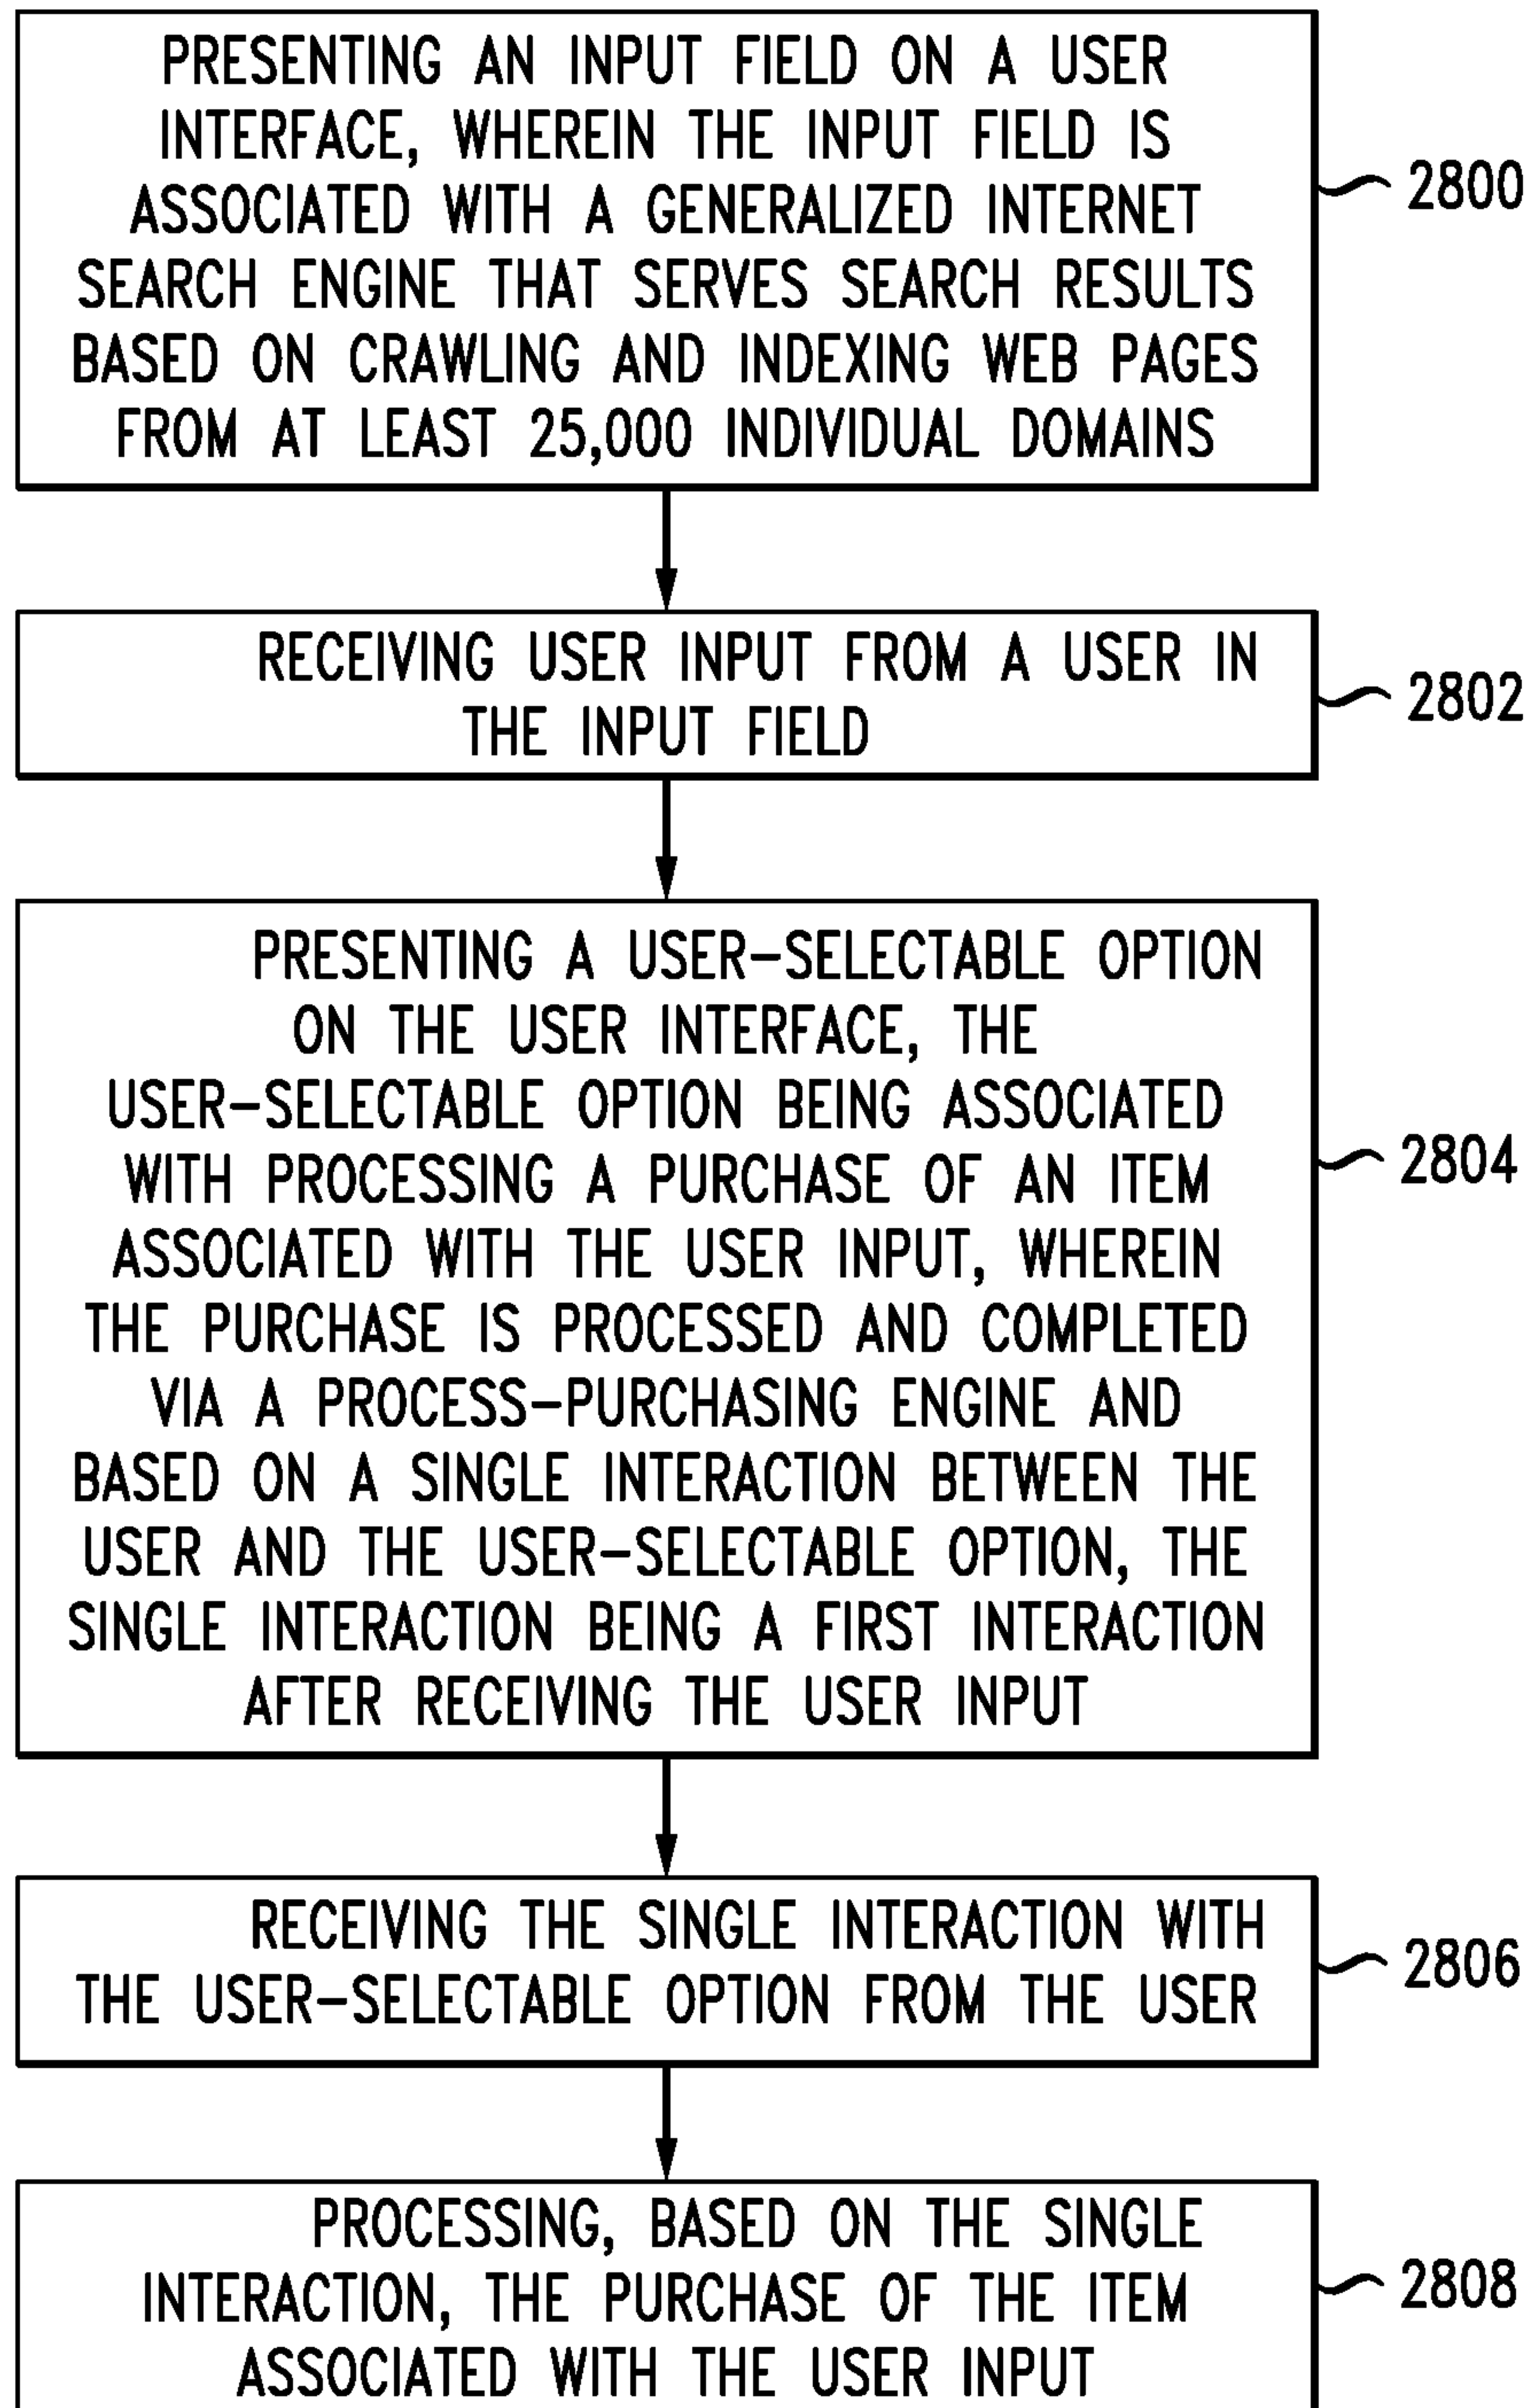 PRESENTING AN INPUT FIELD ON A USER
INTERFACE, WHEREIN THE INPUT FIELD IS
ASSOCIATED WITH A GENERALIZED INTERNET
SEARCH ENGINE THAT SERVES SEARCH RESULTS
BASED ON CRAWLING AND INDEXING WEB PAGES
FROM AT LEAST 25,000 INDIVIDUAL DOMAINS
2800
RECEIVING USER INPUT FROM A USER IN
THE INPUT FIELD
2802
PRESENTING A USER-SELECTABLE OPTION
ON THE USER INTERFACE, THE
USER-SELECTABLE OPTION BEING ASSOCIATED
WITH PROCESSING A PURCHASE OF AN ITEM
ASSOCIATED WITH THE USER INPUT, WHEREIN
THE PURCHASE IS PROCESSED AND COMPLETED
VIA A PROCESS-PURCHASING ENGINE AND
BASED ON A SINGLE INTERACTION BETWEEN THE
USER AND THE USER-SELECTABLE OPTION, THE
SINGLE INTERACTION BEING A FIRST INTERACTION
AFTER RECEIVING THE USER INPUT
2804
RECEIVING THE SINGLE INTERACTION WITH
THE USER-SELECTABLE OPTION FROM THE USER
2806
PROCESSING, BASED ON THE SINGLE
INTERACTION, THE PURCHASE OF THE ITEM
ASSOCIATED WITH THE USER INPUT
2808